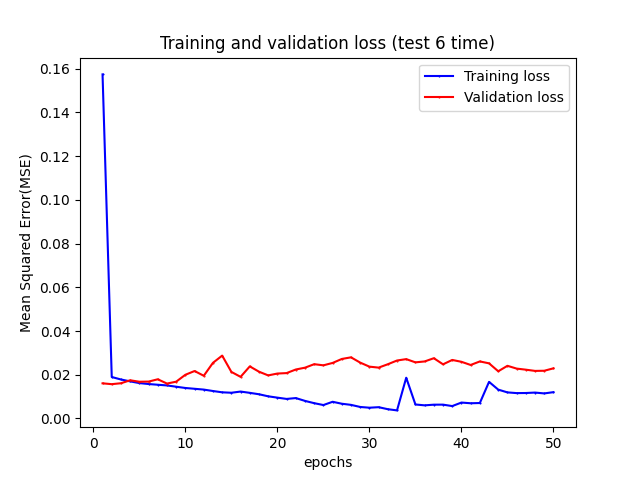 Training and validation loss (test 6 time)
Training loss
Validation loss
Mean Squared Error(MSE)
0.16
0.14
0.12
0.10
0.08
0.06
0.04
0.02
0.00
0 10 20 30 40 50
epochs